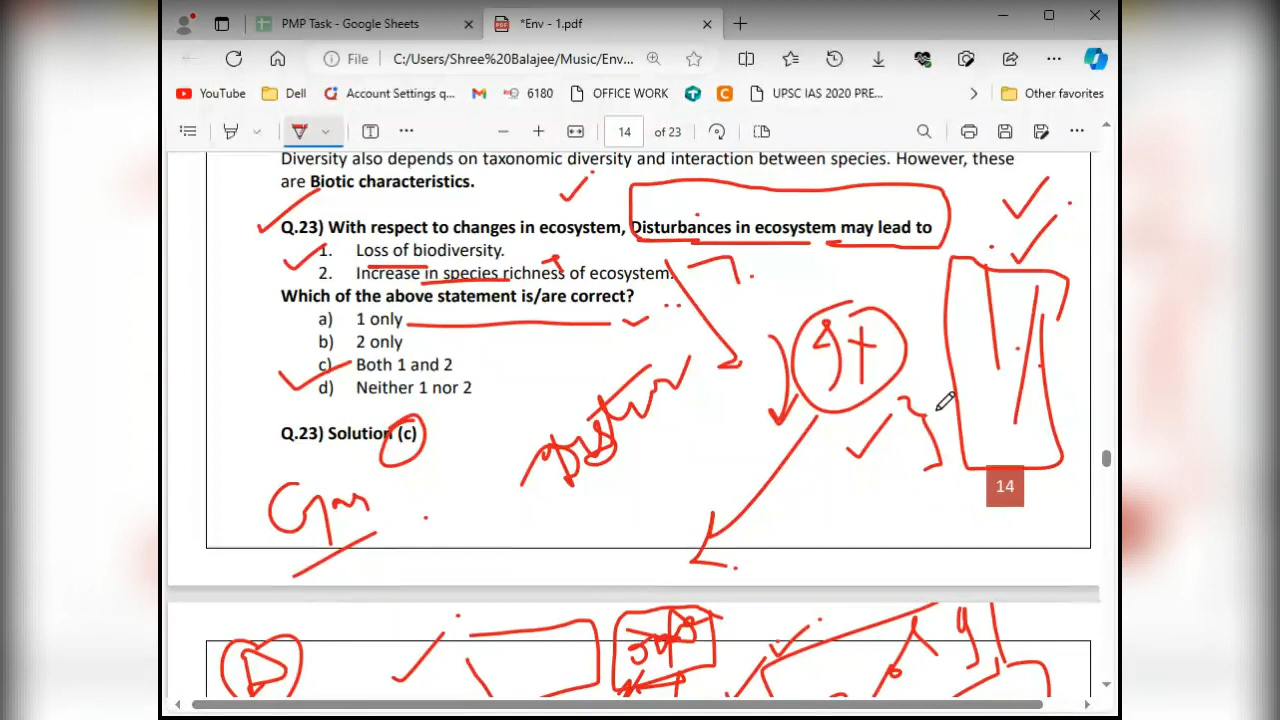 PMP Task - Google Sheets
*Env - 1.pdf
File
C:/Users/Shree%20Balajee/Music/Env...
YouTube
Dell
Account Settings q...
6180
OFFICE WORK
UPSC IAS 2020 PRE...
Other favorites
14 of 23
Diversity also depends on taxonomic diversity and interaction between species. However, these
are Biotic characteristics.
Q.23) With respect to changes in ecosystem, Disturbances in ecosystem may lead to
1. Loss of biodiversity.
2. Increase in species richness of ecosystem.
Which of the above statement is/are correct?
a) 1 only
b) 2 only
c) Both 1 and 2
d) Neither 1 nor 2
Q.23) Solution (c)
14